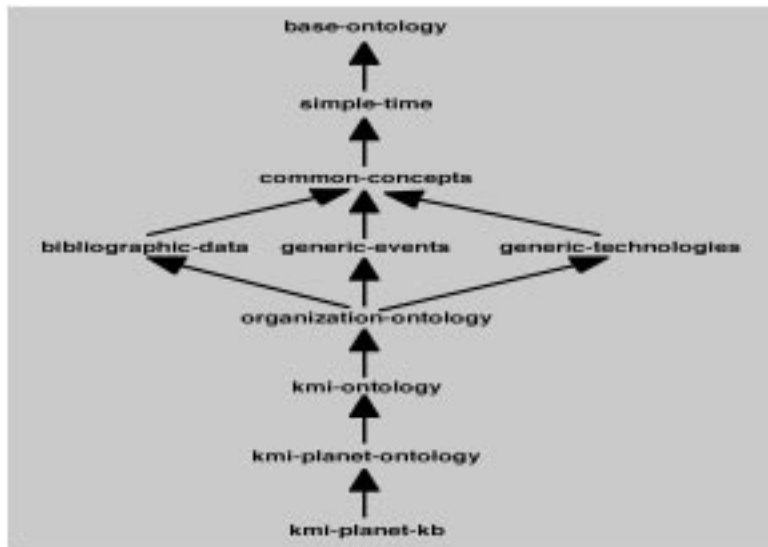 base-ontology
simple-time
common-concepts
bibliographic-data generic-events generic-technologies
organization-ontology
kmi-ontology
kmi-planet-ontology
kmi-planet-kb